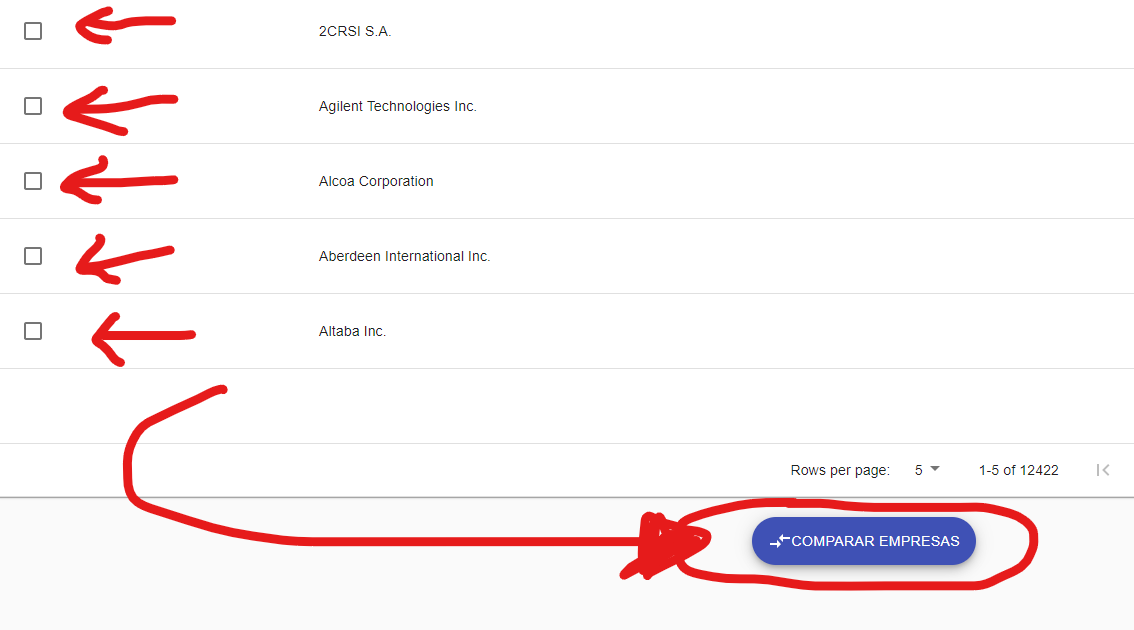 2CRSI S.A.
Agilent Technologies Inc.
Alcoa Corporation
Aberdeen International Inc.
Altaba Inc.
Rows per page: 5 1-5 of 12422
COMPARAR EMPRESAS